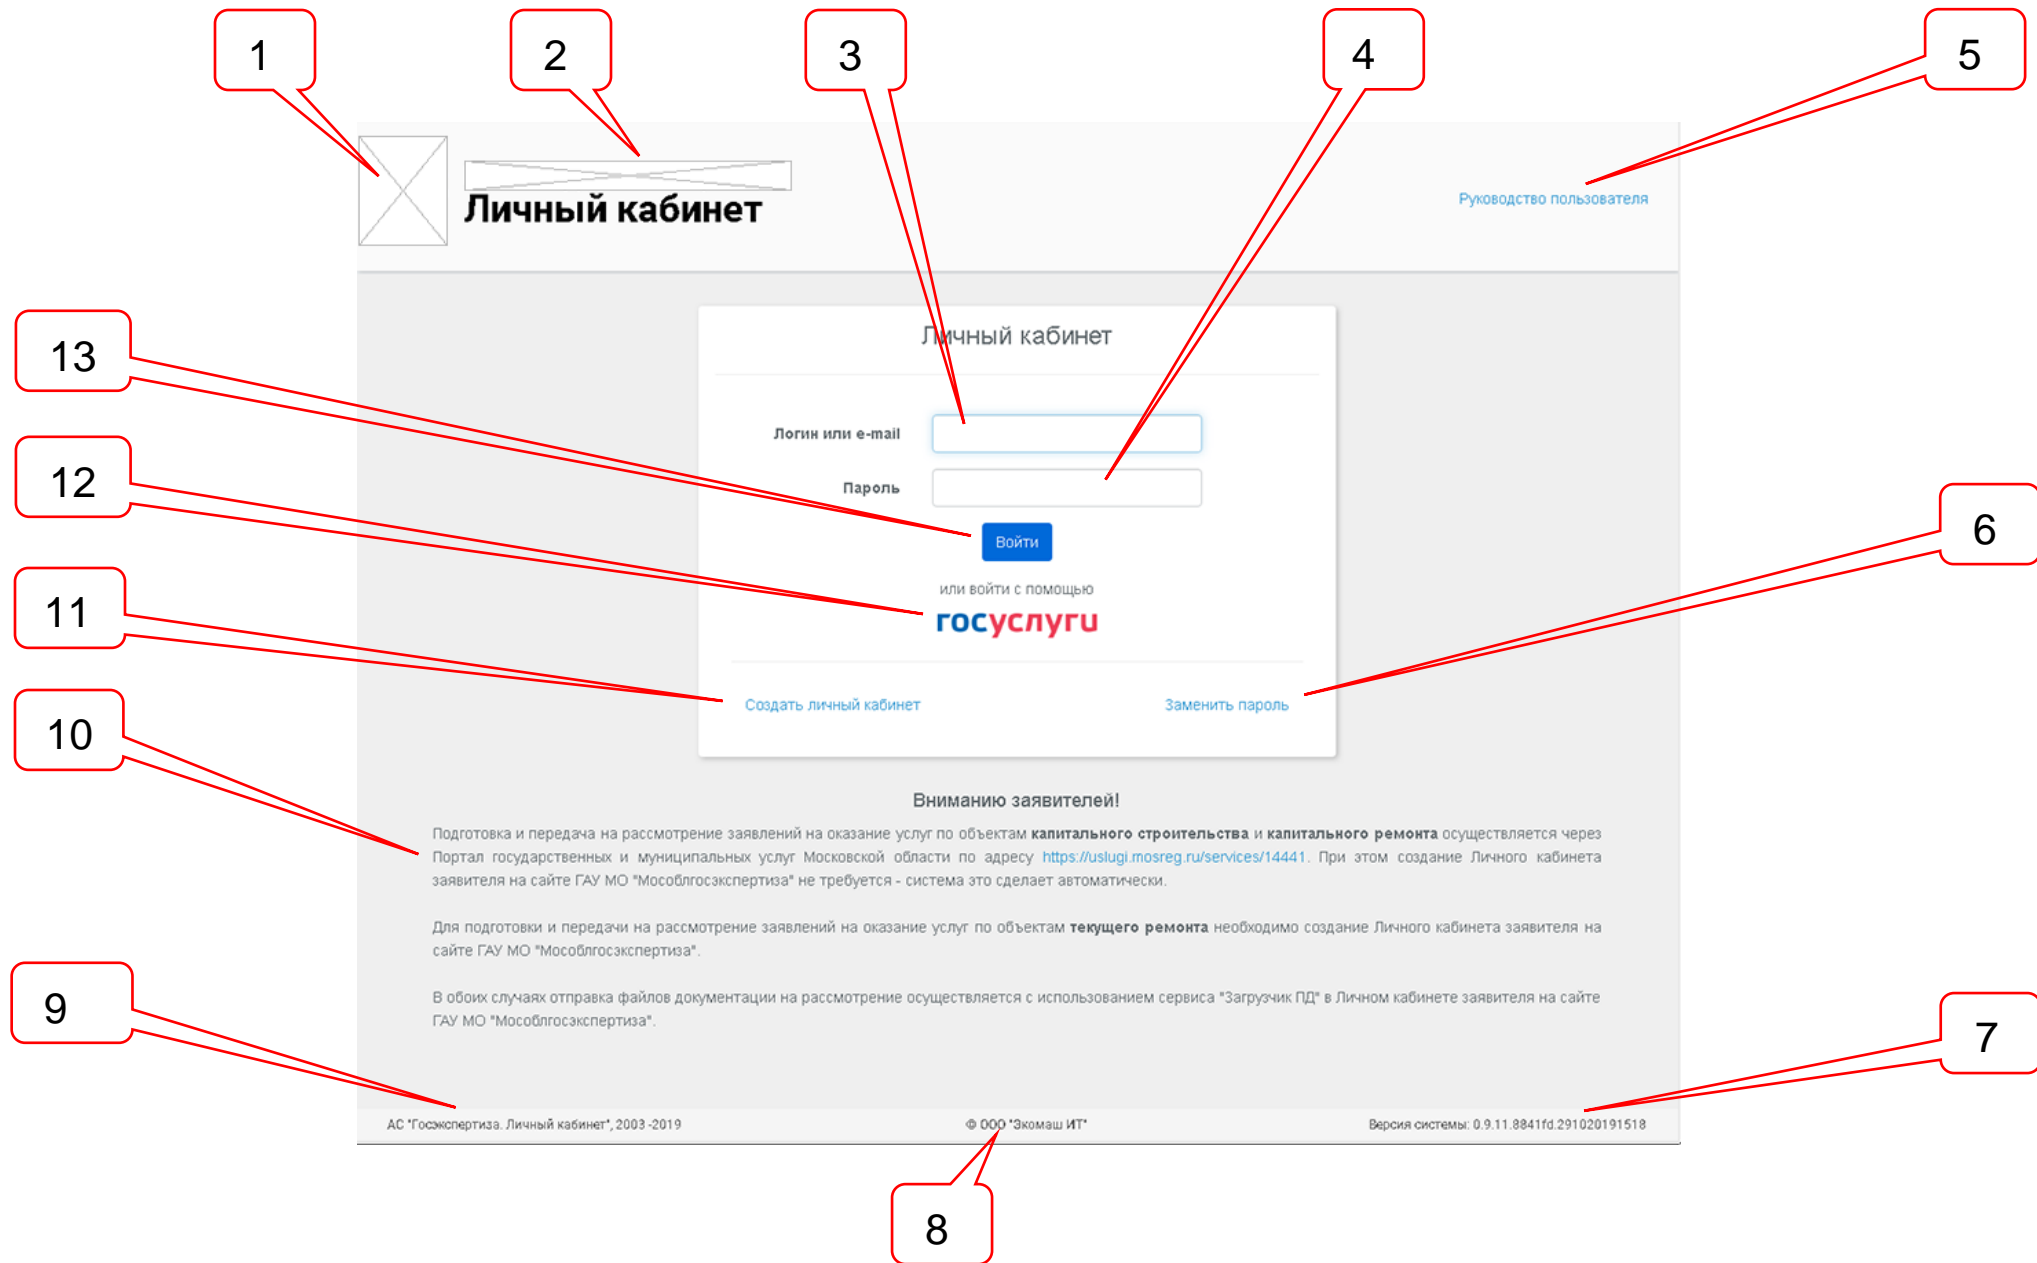 1
2
3
4
5
Личный кабинет
Руководство пользователя
13
Личный кабинет
Логин или e-mail
12
Пароль
6
Войти
или войти с помощью
11
госуслуги
Создать личный кабинет
Заменить пароль
10
Вниманию заявителей!
Подготовка и передача на рассмотрение заявлений на оказание услуг по объектам капитального строительства и капитального ремонта осуществляется через
Портал государственных и муниципальных услуг Московской области по адресу https://uslugi.mosreg.ru/services/14441. При этом создание Личного кабинета
заявителя на сайте ГАУ МО "Мособлгосэкспертиза" не требуется - система это сделает автоматически.
Для подготовки и передачи на рассмотрение заявлений на оказание услуг по объектам текущего ремонта необходимо создание Личного кабинета заявителя на
сайте ГАУ МО "Мособлгосэкспертиза".
9
В обоих случаях отправка файлов документации на рассмотрение осуществляется с использованием сервиса "Загрузчик ПД" в Личном кабинете заявителя на сайте
ГАУ МО "Мособлгосэкспертиза".
7
АС "Госэкспертиза. Личный кабинет", 2003 -2019
© ООО "Экомаш ИТ"
Версия системы: 0.9.11.8841fd.291020191518
8